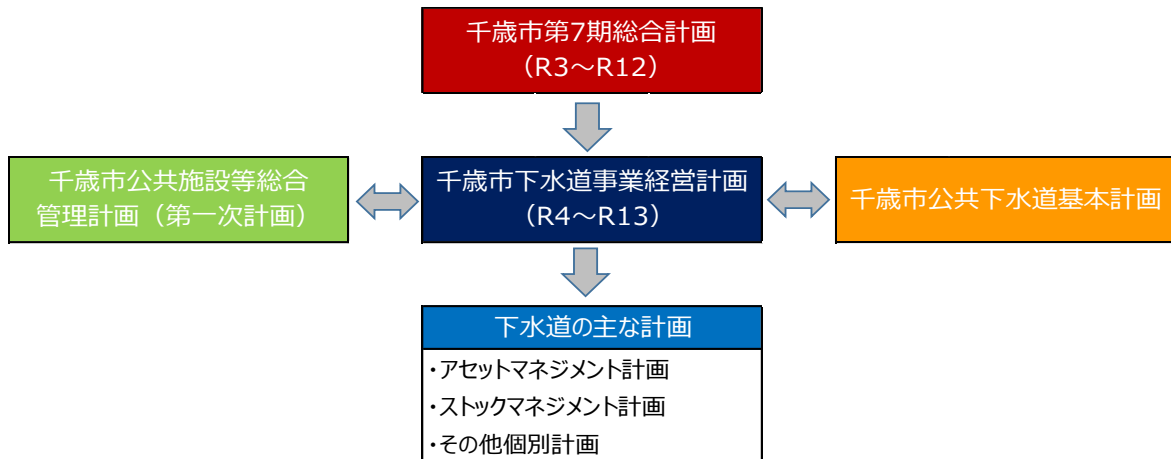 千歳市第7期総合計画
（R3～R12）
千歳市公共施設等総合
管理計画（第一次計画）
千歳市下水道事業経営計画
（R4～R13）
千歳市公共下水道基本計画
下水道の主な計画
・アセットマネジメント計画
・ストックマネジメント計画
・その他個別計画